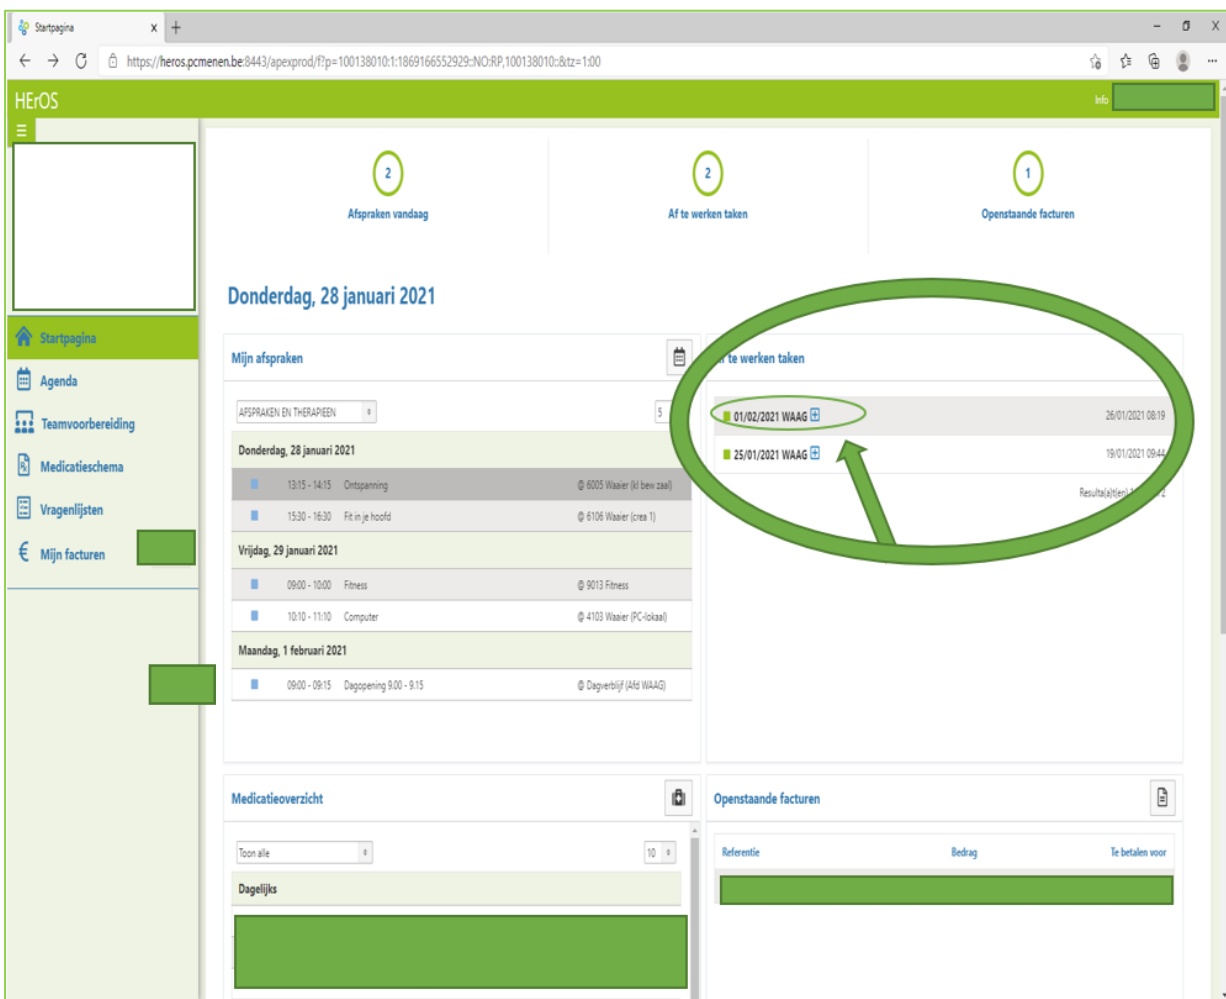 Startpagina
https://heros.pcmenen.be:8443/apexprod/f?p=100138010:1:1869166552929::NO:RP,100138010::&tz=1:00
HErOS
Info
2
Afspraken vandaag
2
Af te werken taken
1
Openstaande facturen
Donderdag, 28 januari 2021
Startpagina
Agenda
Teamvoorbereiding
Medicatieschema
Vragenlijsten
€ Mijn facturen
Mijn afspraken
AFSPRAKEN EN THERAPIEEN
5
Donderdag, 28 januari 2021
13:15 - 14:15 Ontspanning @ 6005 Waaier (kl bew zaal)
15:30 - 16:30 Fit in je hoofd @ 6106 Waaier (crea 1)
Vrijdag, 29 januari 2021
09:00 - 10:00 Fitness @ 9013 Fitness
10:10 - 11:10 Computer @ 4103 Waaier (PC-lokaal)
Maandag, 1 februari 2021
09:00 - 09:15 Dagopening 9.00 - 9.15 @ Dagverblijf (Afd WAAG)
te werken taken
01/02/2021 WAAG 26/01/2021 08:19
25/01/2021 WAAG 19/01/2021 09:44
Resulta(a)t(en) 2
Medicatieoverzicht
Toon alle
10
Dagelijks
Openstaande facturen
Referentie Bedrag Te betalen voor